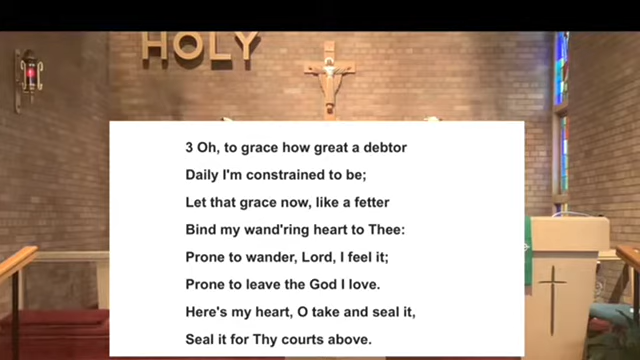 HOLY
3 Oh, to grace how great a debtor
Daily I'm constrained to be;
Let that grace now, like a fetter
Bind my wand'ring heart to Thee:
Prone to wander, Lord, I feel it;
Prone to leave the God I love.
Here's my heart, O take and seal it,
Seal it for Thy courts above.